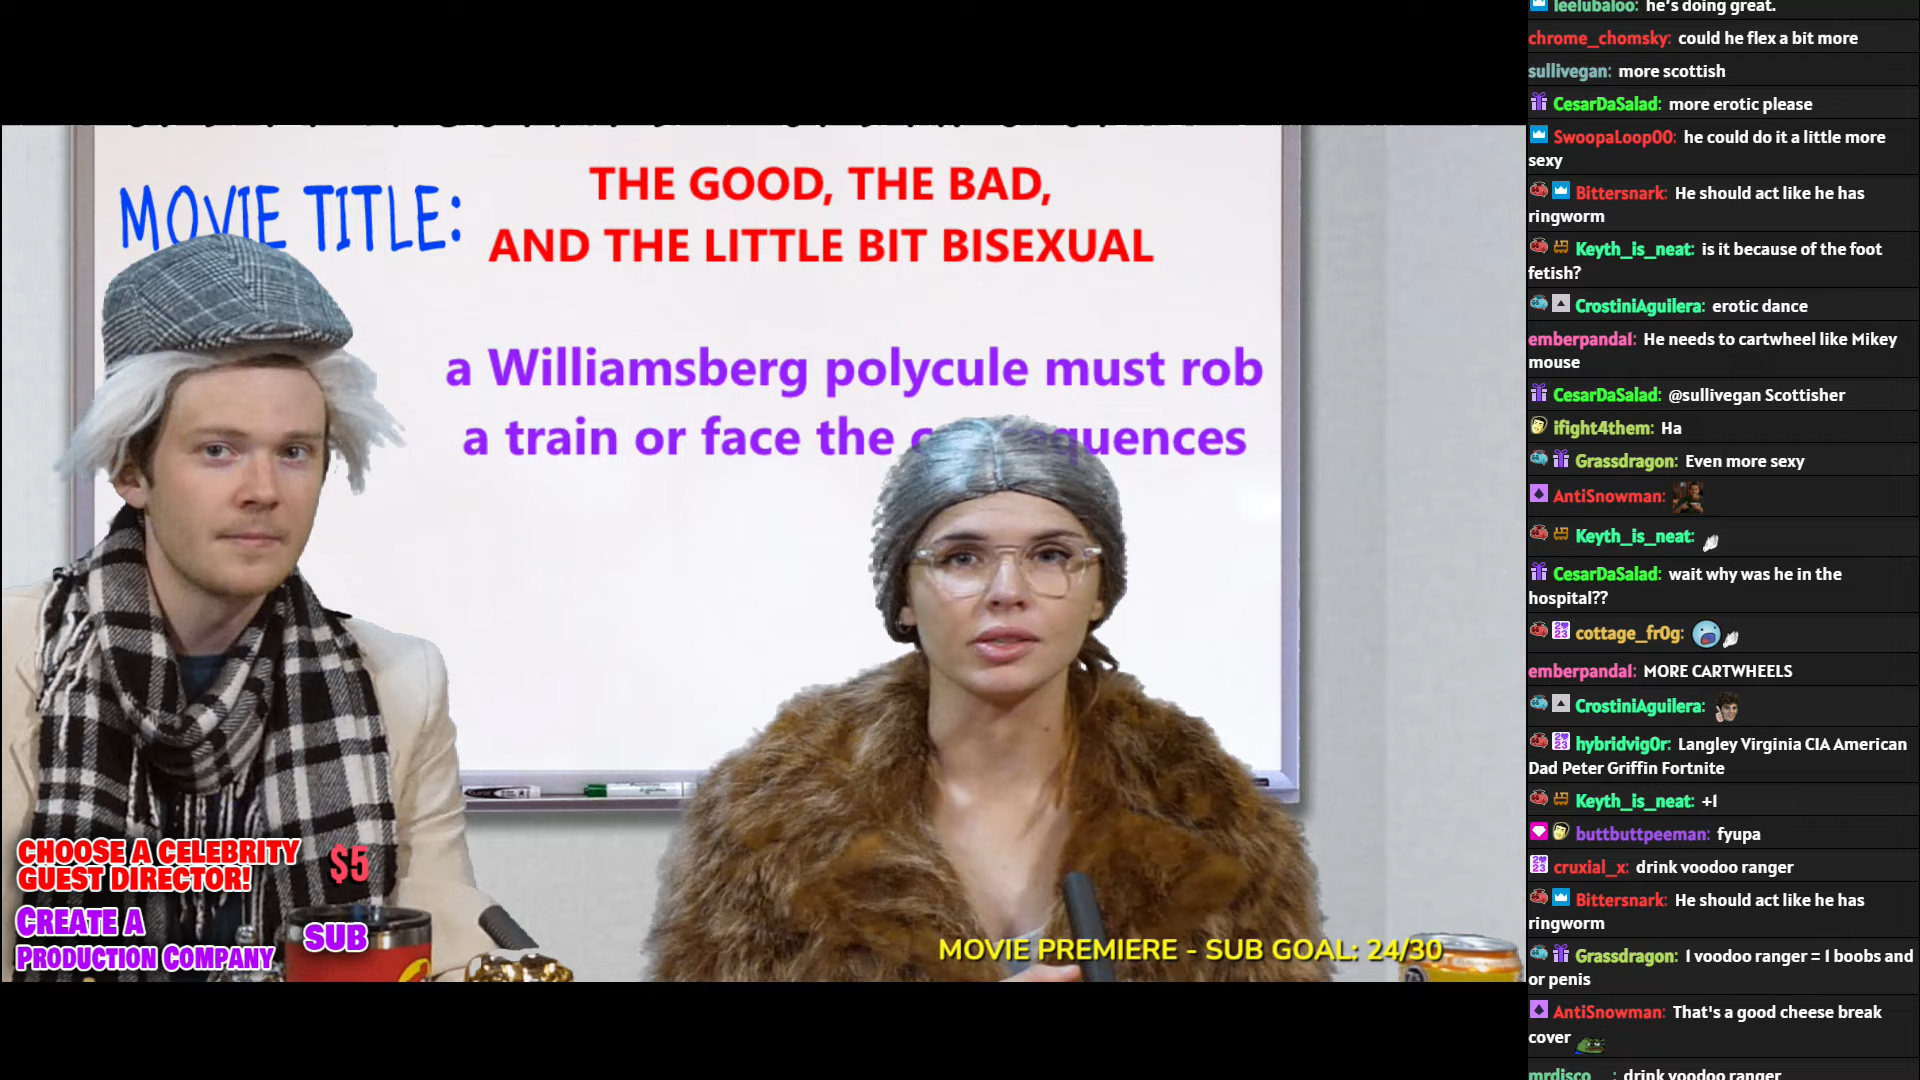 MOVIE TITLE:
THE GOOD, THE BAD,
AND THE LITTLE BIT BISEXUAL
a Williamsberg polycule must rob
a train or face the consequences
CHOOSE A CELEBRITY
GUEST DIRECTOR!
$5
CREATE A
PRODUCTION COMPANY
SUB
MOVIE PREMIERE - SUB GOAL: 24/30
leelubaloo: he's doing great.
chrome_chomsky: could he flex a bit more
sullivegan: more scottish
CesarDaSalad: more erotic please
SwoopaLoop00: he could do it a little more
sexy
Bittersnark: He should act like he has
ringworm
Keyth_is_neat: is it because of the foot
fetish?
CrostiniAguilera: erotic dance
emberpandal: He needs to cartwheel like Mikey
mouse
CesarDaSalad: @sullivegan Scottisher
ifight4them: Ha
Grassdragon: Even more sexy
AntiSnowman:
Keyth_is_neat:
CesarDaSalad: wait why was he in the
hospital??
cottage_fr0g:
emberpandal: MORE CARTWHEELS
CrostiniAguilera:
hybridvig0r: Langley Virginia CIA American
Dad Peter Griffin Fortnite
Keyth_is_neat: +1
buttbuttpeeman: fyupa
cruxial_x: drink voodoo ranger
Bittersnark: He should act like he has
ringworm
Grassdragon: 1 voodoo ranger = 1 boobs and
or penis
AntiSnowman: That's a good cheese break
cover
mrdisco__: drink voodoo ranger